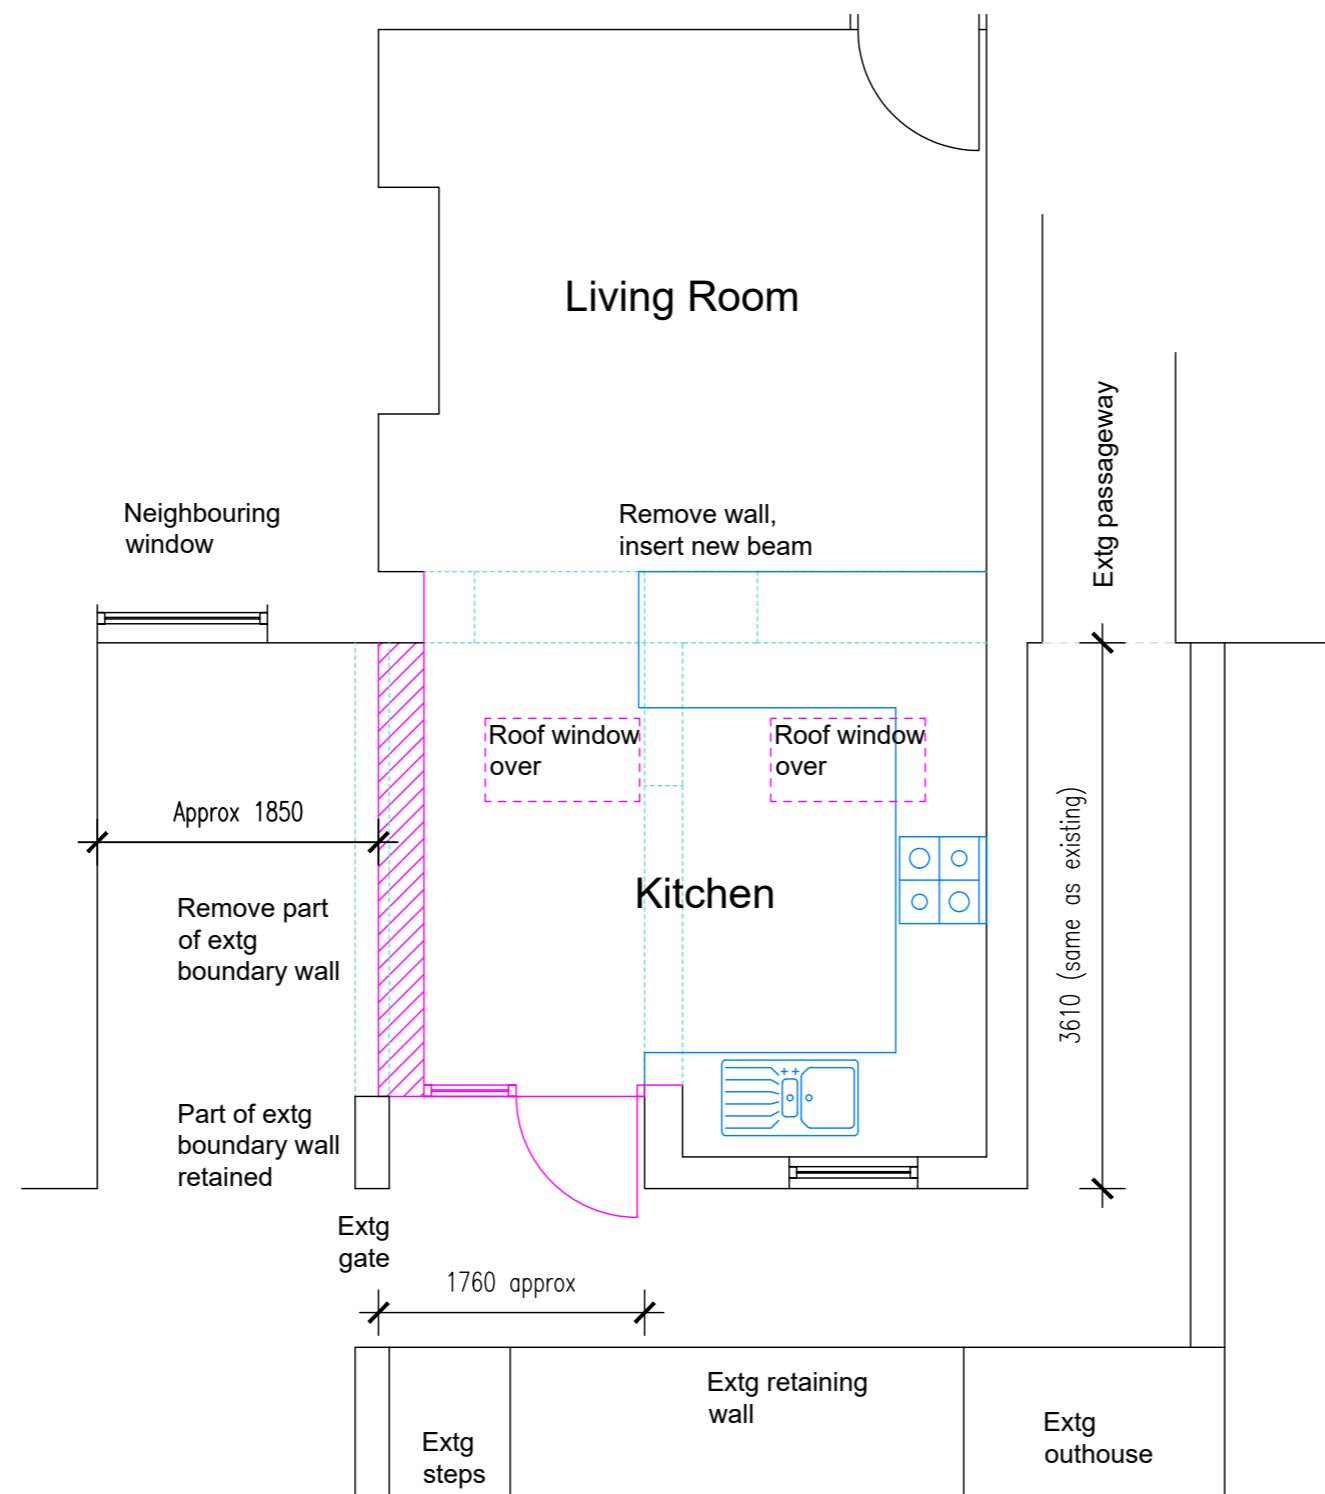 Living Room
Extg passageway
Neighbouring
window
Remove wall,
insert new beam
Roof window
over
Roof window
over
Approx 1850
3610 (same as existing)
Kitchen
Remove part
of extg
boundary wall
Part of extg
boundary wall
retained
Extg
gate
1760 approx
Extg retaining
wall
Extg
steps
Extg
outhouse